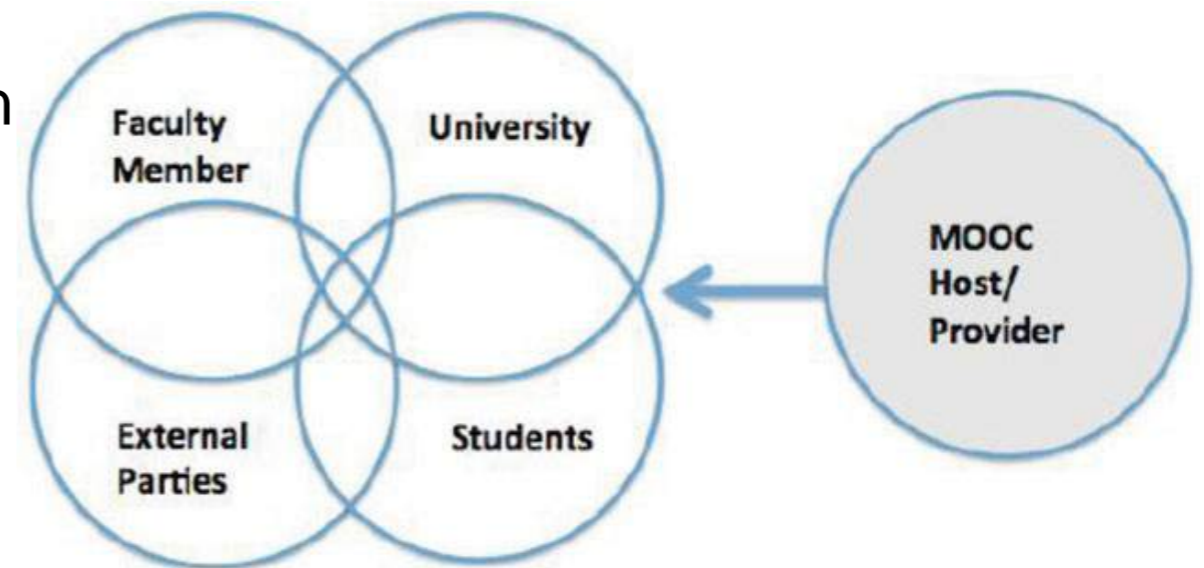 n
Faculty
Member
University
MOOC
Host/
Provider
External
Parties
Students